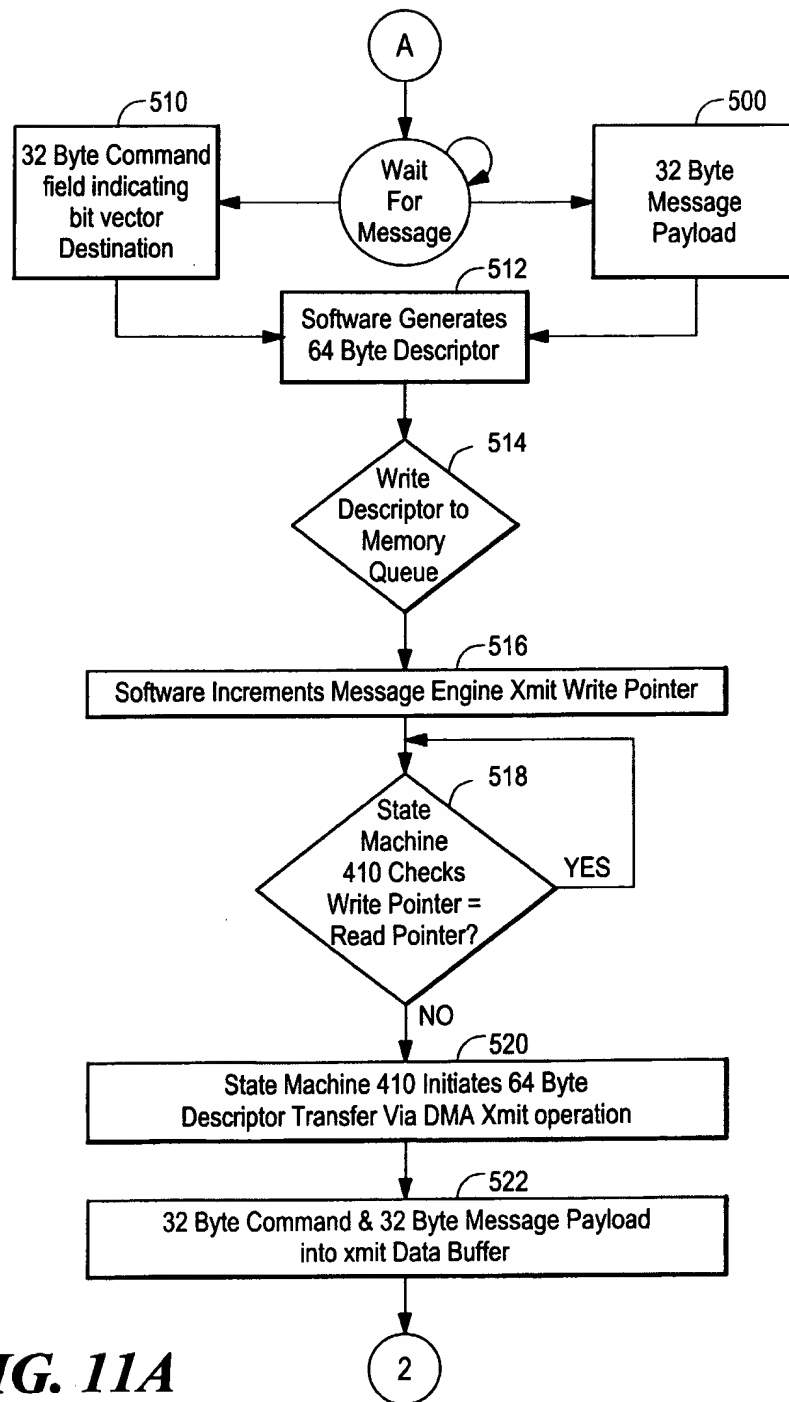 A
510
32 Byte Command
field indicating
bit vector
Destination
Wait
For
Message
500
32 Byte
Message
Payload
512
Software Generates
64 Byte Descriptor
514
Write
Descriptor to
Memory
Queue
516
Software Increments Message Engine Xmit Write Pointer
518
State
Machine
410 Checks
Write Pointer =
Read Pointer?
YES
NO
520
State Machine 410 Initiates 64 Byte
Descriptor Transfer Via DMA Xmit operation
522
32 Byte Command & 32 Byte Message Payload
into xmit Data Buffer
2
IG. 11A